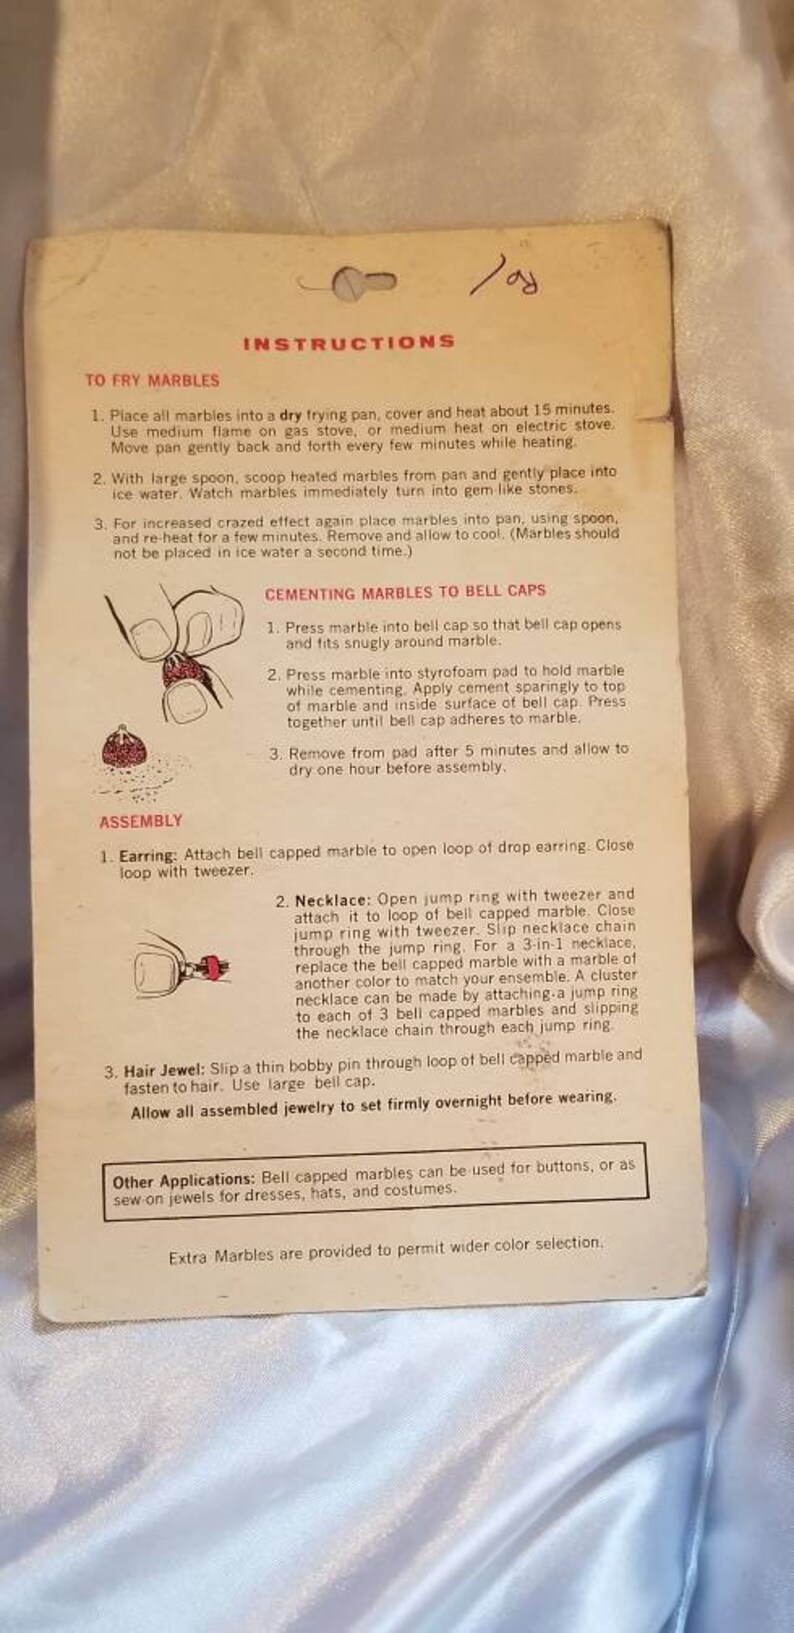 INSTRUCTIONS
TO FRY MARBLES
1. Place all marbles into a dry frying pan, cover and heat about 15 minutes.
Use medium flame on gas stove, or medium heat on electric stove.
Move pan gently back and forth every few minutes while heating.
2. With large spoon, scoop heated marbles from pan and gently place into
ice water. Watch marbles immediately turn into gem-like stones.
3. For increased crazed effect again place marbles into pan, using spoon,
and re-heat for a few minutes. Remove and allow to cool. (Marbles should
not be placed in ice water a second time.)
CEMENTING MARBLES TO BELL CAPS
1. Press marble into bell cap so that bell cap opens
and fits snugly around marble.
2. Press marble into styrofoam pad to hold marble
while cementing. Apply cement sparingly to top
of marble and inside surface of bell cap. Press
together until bell cap adheres to marble.
3. Remove from pad after 5 minutes and allow to
dry one hour before assembly.
ASSEMBLY
1. Earring: Attach bell capped marble to open loop of drop earring. Close
loop with tweezer.
2. Necklace: Open jump ring with tweezer and
attach it to loop of bell capped marble. Close
jump ring with tweezer. Slip necklace chain
through the jump ring. For a 3-in-1 necklace,
replace the bell capped marble with a marble of
another color to match your ensemble. A cluster
necklace can be made by attaching a jump ring
to each of 3 bell capped marbles and slipping
the necklace chain through each jump ring.
3. Hair Jewel: Slip a thin bobby pin through loop of bell capped marble and
fasten to hair. Use large bell cap.
Allow all assembled jewelry to set firmly overnight before wearing.
Other Applications: Bell capped marbles can be used for buttons, or as
sew-on jewels for dresses, hats, and costumes.
Extra Marbles are provided to permit wider color selection.